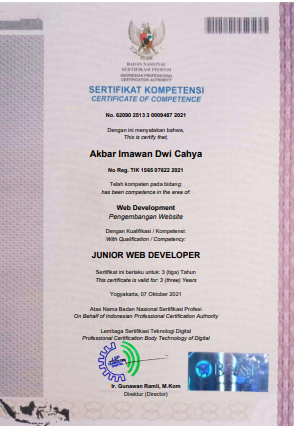 BADAN NASIONAL
SERTIFIKASI PROFESI
INDONESIAN PROFESSIONAL
CERTIFICATION AUTHORITY
SERTIFIKAT KOMPETENSI
CERTIFICATE OF COMPETENCE
No. 62090 2513 3 0009487 2021
Dengan ini menyatakan bahwa,
This is certify that,
Akbar Imawan Dwi Cahya
No Reg. TIK 1565 07622 2021
Telah kompeten pada bidang:
has been competence in the area of:
Web Development
Pengembangan Website
Dengan Kualifikasi / Kompetensi:
With Qualification / Competency:
JUNIOR WEB DEVELOPER
Sertifikat ini berlaku untuk: 3 (tiga) Tahun
This certificate is valid for: 3 (three) Years
Yogyakarta, 07 Oktober 2021
Atas Nama Badan Nasional Sertifikasi Profesi
On Behalf of Indonesian Professional Certification Authority
Lembaga Sertifikasi Teknologi Digital
Professional Certification Body Technology of Digital
BNSP
Ir. Gunawan Ramli, M.Kom
Direktur (Director)